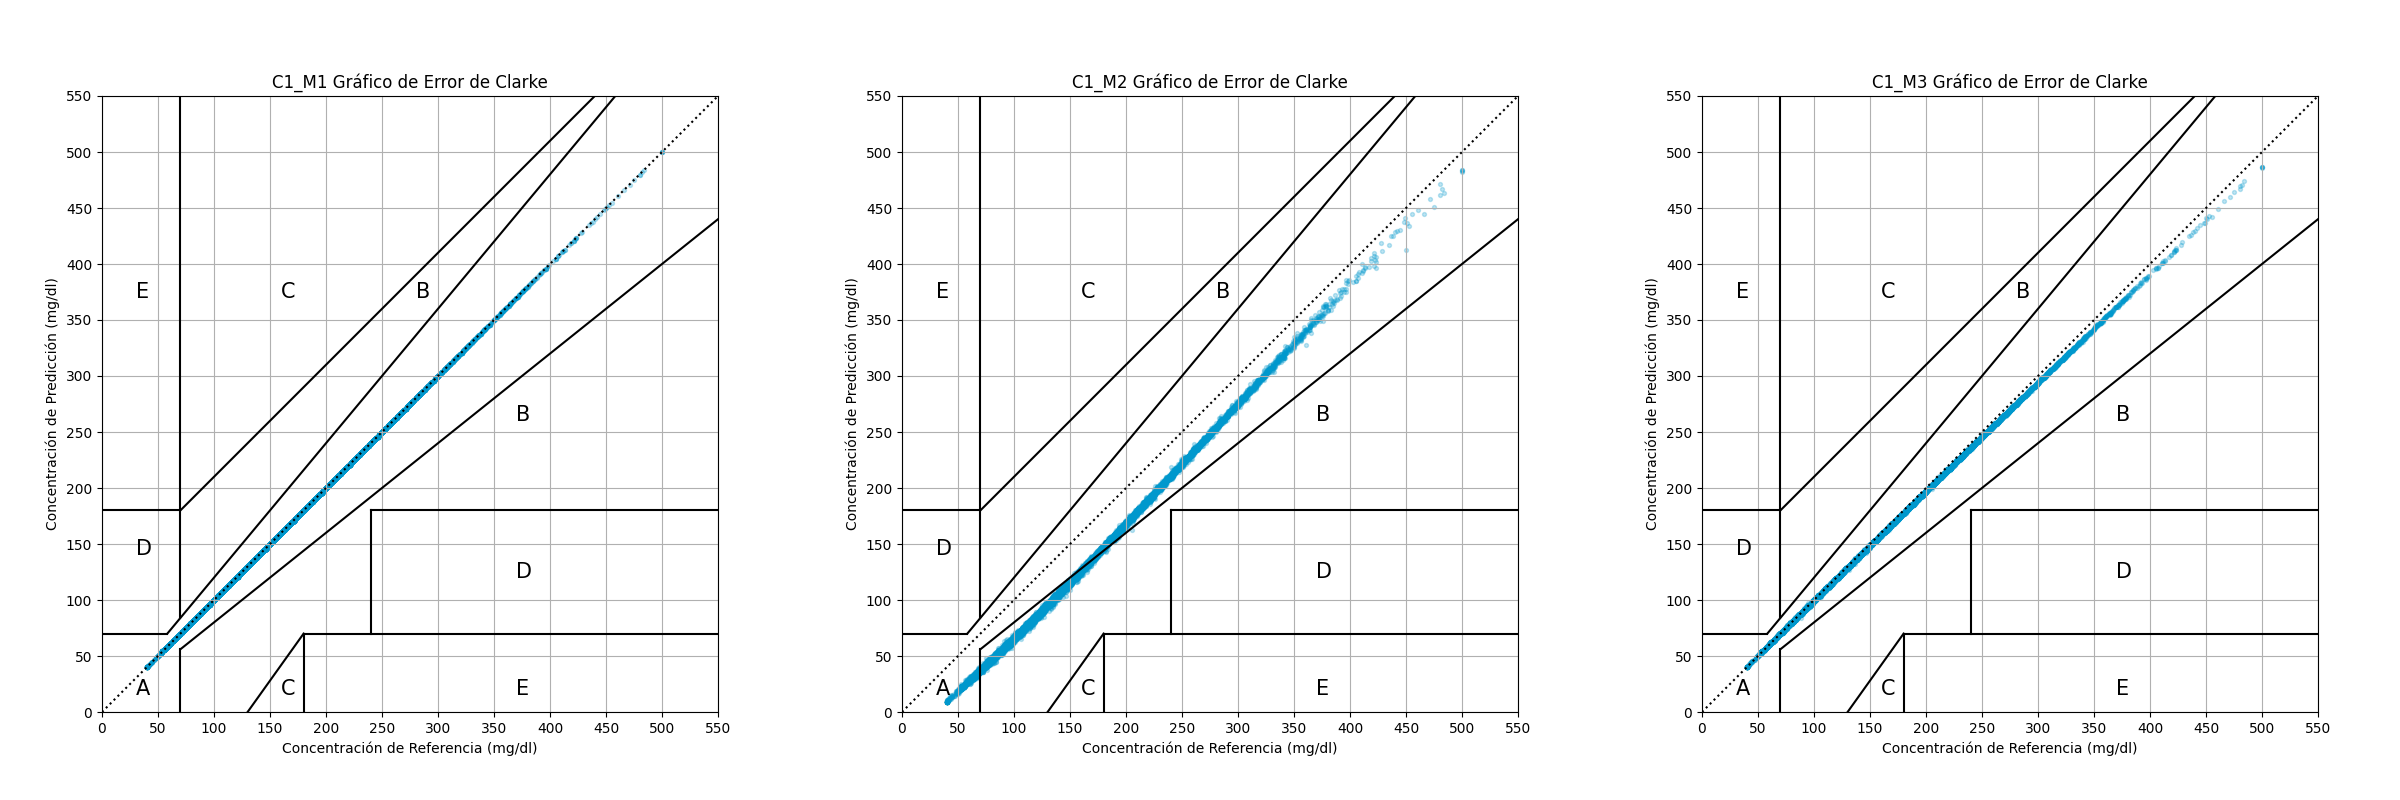 C1_M1 Gráfico de Error de Clarke
550
500
450
400
350
300
250
200
150
100
50
0
Concentración de Predicción (mg/dl)
E
C
B
B
D
D
A
C
E
0 50 100 150 200 250 300 350 400 450 500 550
Concentración de Referencia (mg/dl)
C1_M2 Gráfico de Error de Clarke
550
500
450
400
350
300
250
200
150
100
50
0
Concentración de Predicción (mg/dl)
E
C
B
B
D
D
A
C
E
0 50 100 150 200 250 300 350 400 450 500 550
Concentración de Referencia (mg/dl)
C1_M3 Gráfico de Error de Clarke
550
500
450
400
350
300
250
200
150
100
50
0
Concentración de Predicción (mg/dl)
E
C
B
B
D
D
A
C
E
0 50 100 150 200 250 300 350 400 450 500 550
Concentración de Referencia (mg/dl)